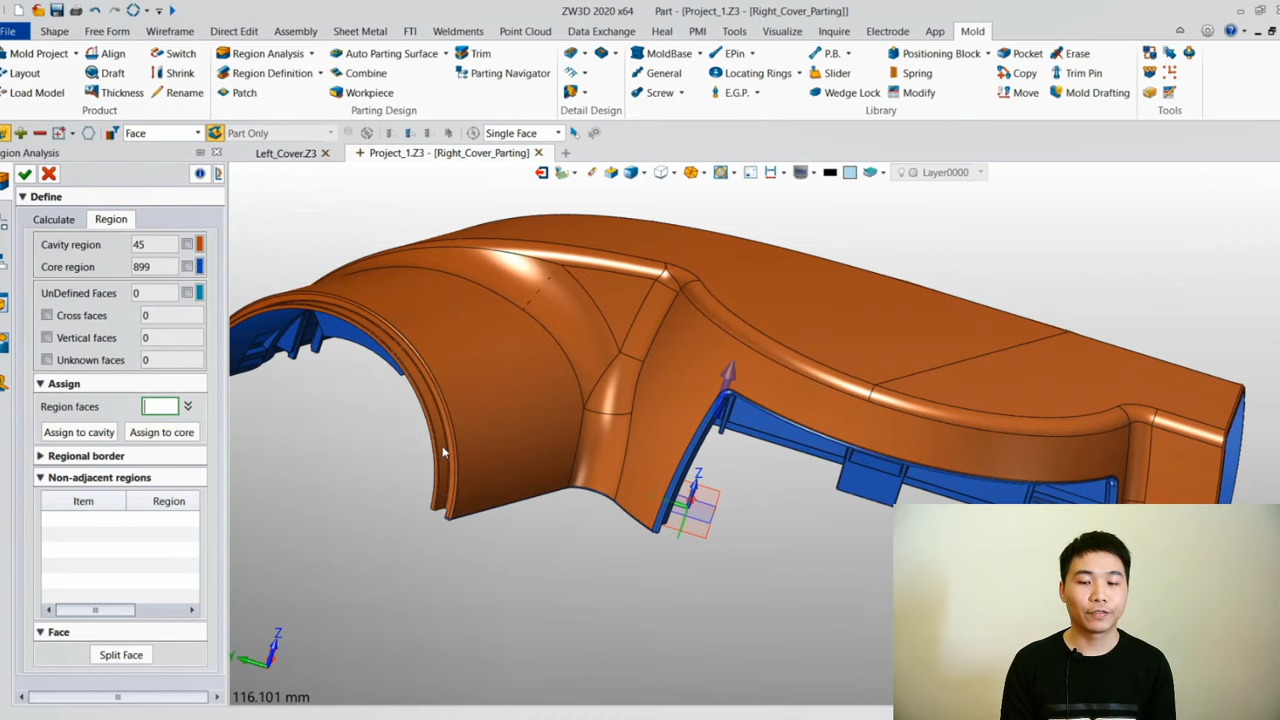 ZW3D 2020 x64 Part - [Project_1.Z3 - [Right_Cover_Parting]]
File Shape Free Form Wireframe Direct Edit Assembly Sheet Metal FTI Weldments Point Cloud Data Exchange Heal PMI Tools Visualize Inquire Electrode App Mold
Mold Project Align Switch Region Analysis Auto Parting Surface Trim MoldBase EPin P.B. Positioning Block Pocket Erase
Layout Draft Shrink Region Definition Combine Parting Navigator General Locating Rings Slider Spring Copy Trim Pin
Load Model Thickness Rename Patch Workpiece Screw E.G.P. Wedge Lock Modify Move Mold Drafting
Product Parting Design Detail Design Library Tools
Face Part Only Single Face
egion Analysis Left_Cover.Z3 Project_1.Z3 - [Right_Cover_Parting]
Layer0000
Define
Calculate Region
Cavity region 45
Core region 899
UnDefined Faces 0
Cross faces 0
Vertical faces 0
Unknown faces 0
Assign
Region faces
Assign to cavity Assign to core
Regional border
Non-adjacent regions
Item Region
Face
Split Face
Z
Z
Y
116.101 mm